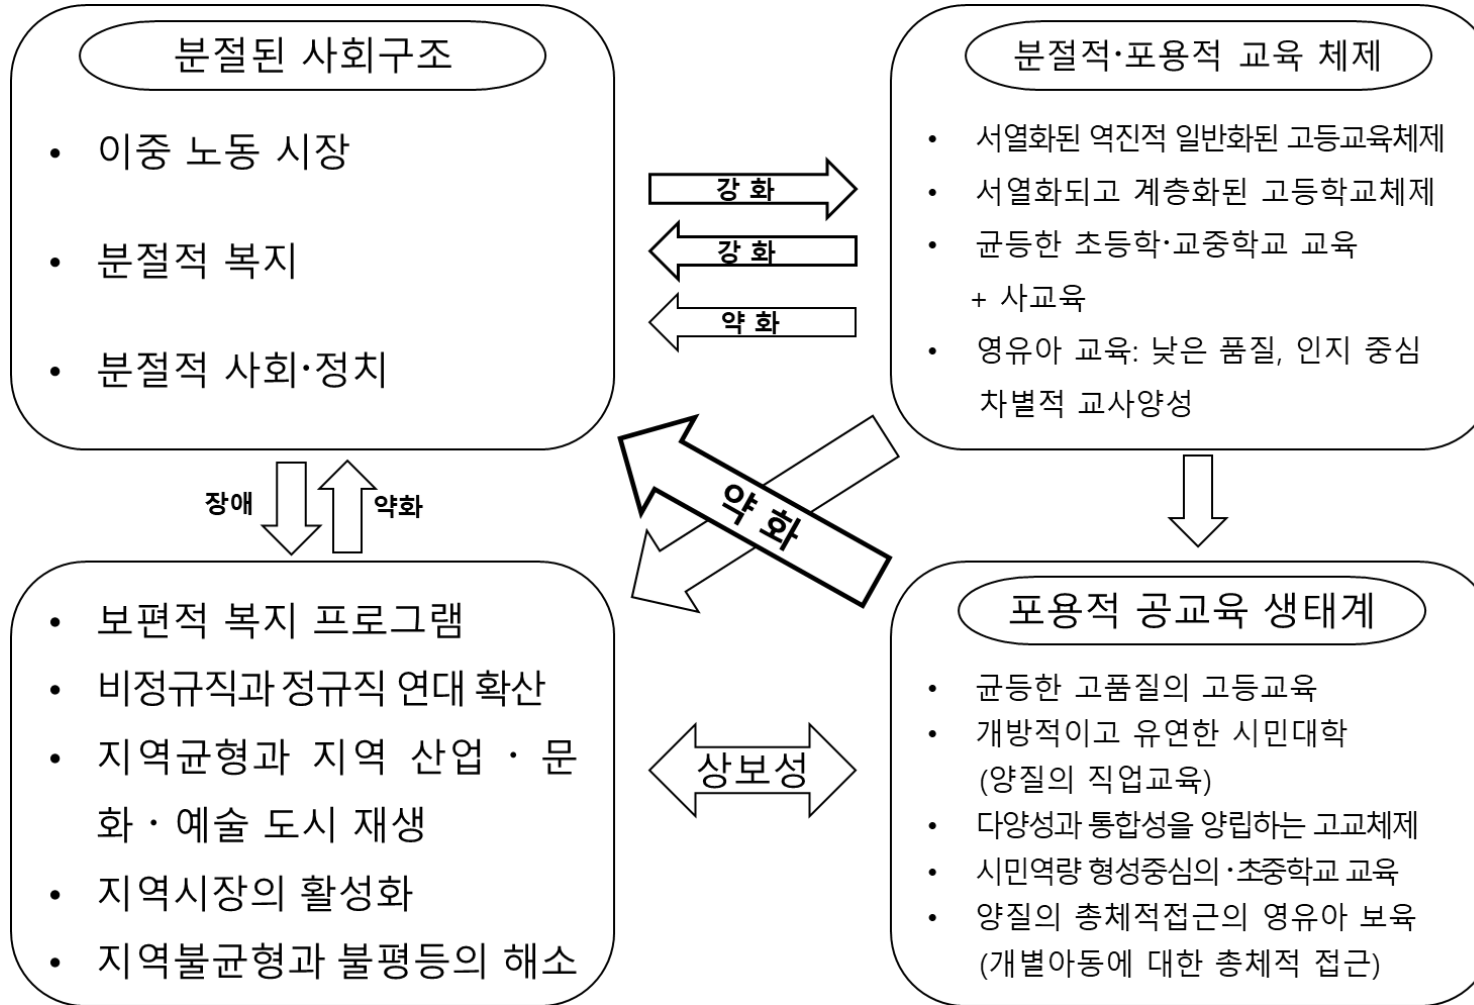 분절된 사회구조
• 이중 노동 시장
• 분절적 복지
• 분절적 사회·정치
강 화
강 화
약 화
분절적·포용적 교육 체제
• 서열화된 역진적 일반화된 고등교육체제
• 서열화되고 계층화된 고등학교체제
• 균등한 초등학·교중학교 교육
+ 사교육
• 영유아 교육: 낮은 품질, 인지 중심
차별적 교사양성
장애
약화
약 화
• 보편적 복지 프로그램
• 비정규직과 정규직 연대 확산
• 지역균형과 지역 산업 · 문
화 · 예술 도시 재생
• 지역시장의 활성화
• 지역불균형과 불평등의 해소
상보성
포용적 공교육 생태계
• 균등한 고품질의 고등교육
• 개방적이고 유연한 시민대학
(양질의 직업교육)
• 다양성과 통합성을 양립하는 고교체제
• 시민역량 형성중심의 ·초중학교 교육
• 양질의 총체적접근의 영유아 보육
(개별아동에 대한 총체적 접근)